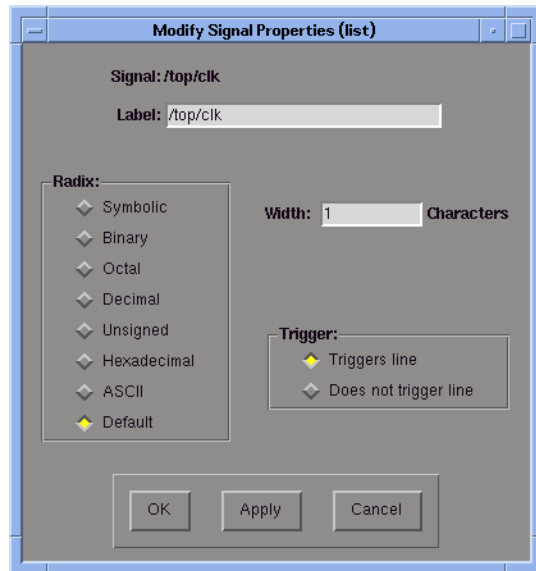 Modify Signal Properties (list)
Signal: /top/clk
Label: /top/clk
Radix:
Symbolic
Binary
Octal
Decimal
Unsigned
Hexadecimal
ASCII
Default
Width: 1 Characters
Trigger:
Triggers line
Does not trigger line
OK Apply Cancel